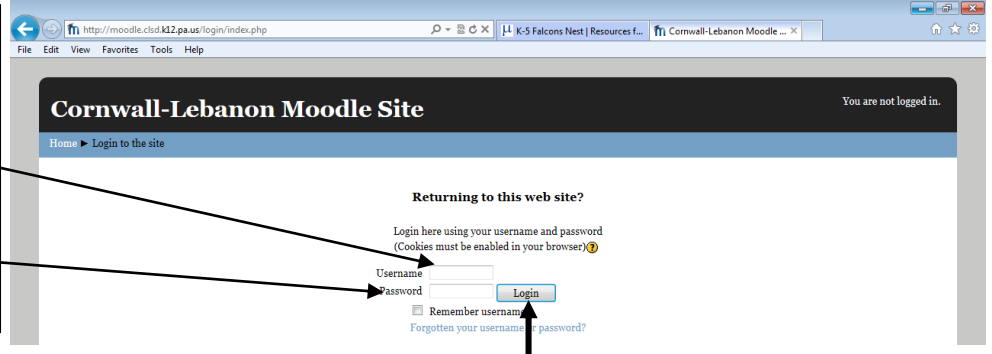 http://moodle.clsd.k12.pa.us/login/index.php
K-5 Falcons Nest | Resources f...
Cornwall-Lebanon Moodle ...
File Edit View Favorites Tools Help
Cornwall-Lebanon Moodle Site
You are not logged in.
Home ► Login to the site
Returning to this web site?
Login here using your username and password
(Cookies must be enabled in your browser)
Username
Password
Login
Remember username
Forgotten your username or password?